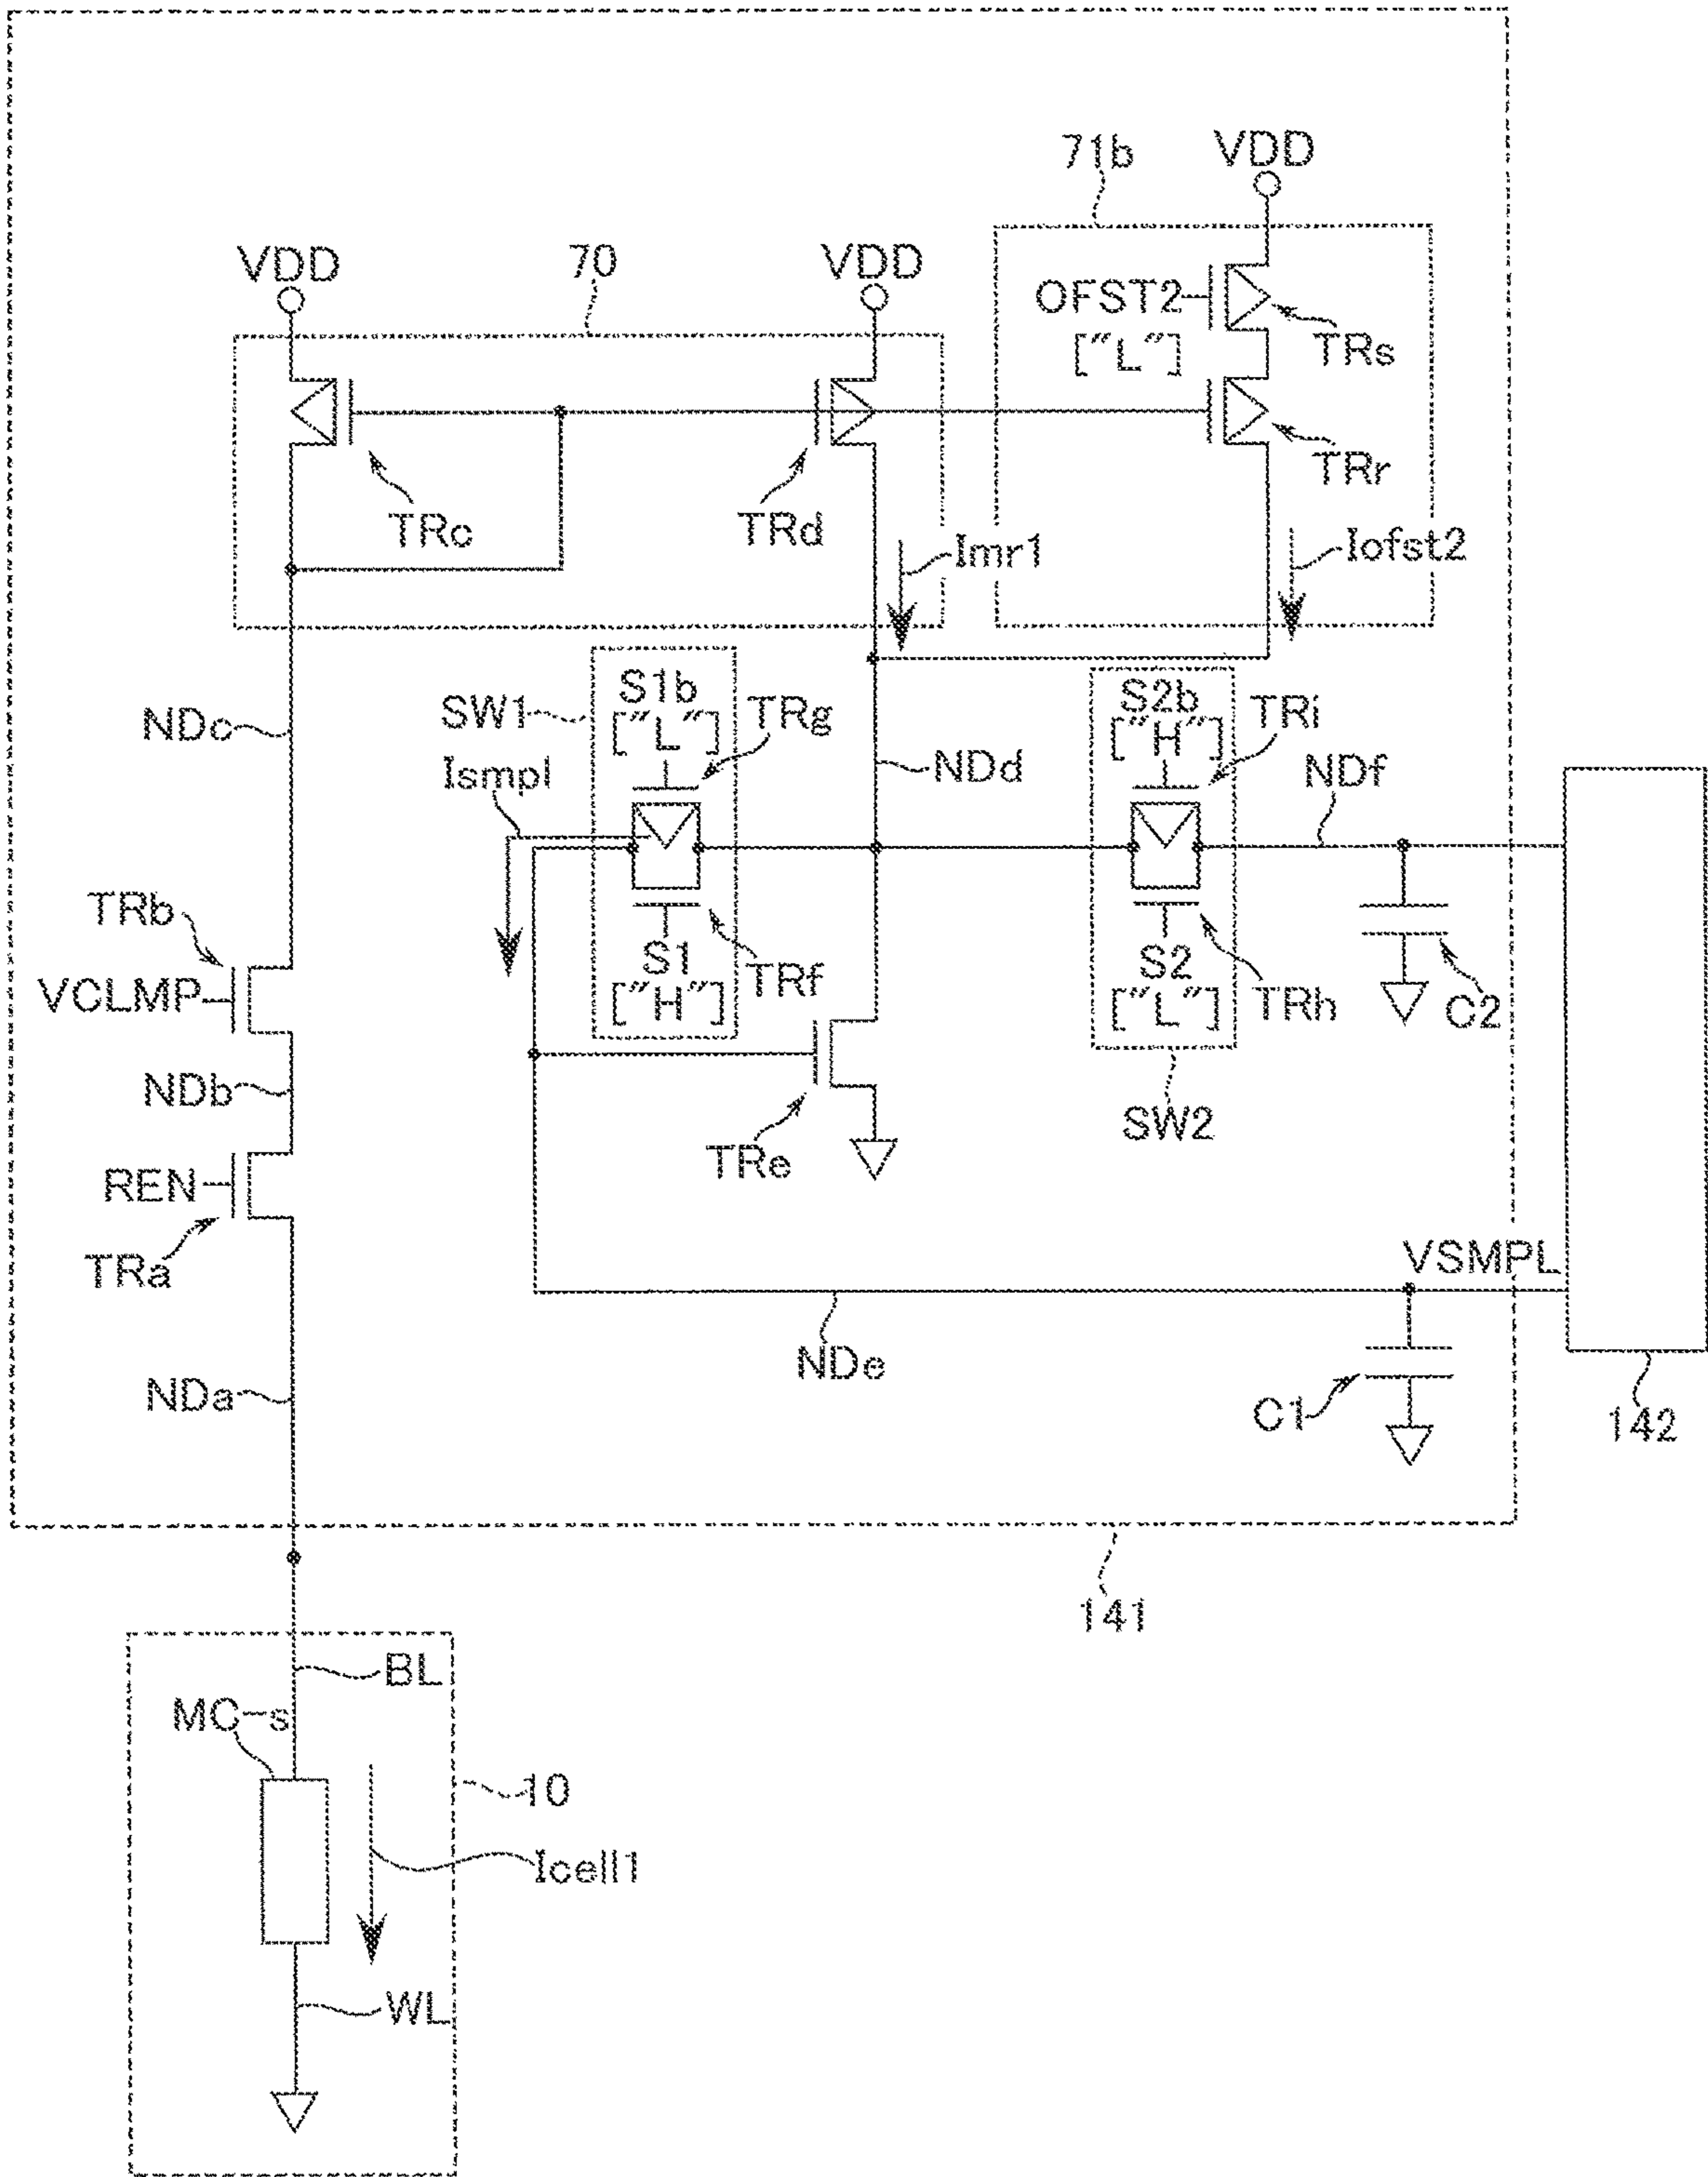 71b
VDD
VDD
70
VDD
OFST2
["L"]
TRs
TRr
TRc
TRd
Imr1
Iofst2
NDc
SW1
S1b
["L"]
TRg
Ismpl
NDd
S2b
["H"]
TRi
NDf
TRb
VCLMP
S1
["H"]
TRf
S2
["L"]
TRh
C2
NDb
SW2
TRe
REN
TRa
VSMPL
NDe
NDa
C1
142
141
BL
MC-s
10
Icell1
WL